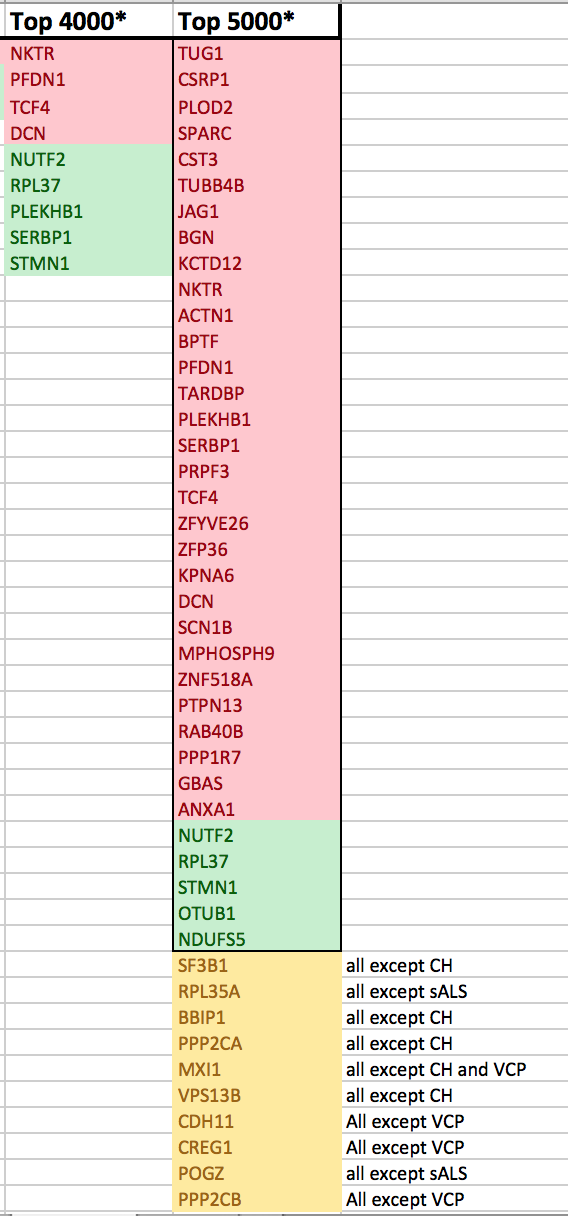 Top 4000* Top 5000*
NKTR TUG1
PFDN1 CSRP1
TCF4 PLOD2
DCN SPARC
NUTF2 CST3
RPL37 TUBB4B
PLEKHB1 JAG1
SERBP1 BGN
STMN1 KCTD12
NKTR
ACTN1
BPTF
PFDN1
TARDBP
PLEKHB1
SERBP1
PRPF3
TCF4
ZFYVE26
ZFP36
KPNA6
DCN
SCN1B
MPHOSPH9
ZNF518A
PTPN13
RAB40B
PPP1R7
GBAS
ANXA1
NUTF2
RPL37
STMN1
OTUB1
NDUFS5
SF3B1 all except CH
RPL35A all except sALS
BBIP1 all except CH
PPP2CA all except CH
MXI1 all except CH and VCP
VPS13B all except CH
CDH11 All except VCP
CREG1 All except VCP
POGZ all except sALS
PPP2CB All except VCP